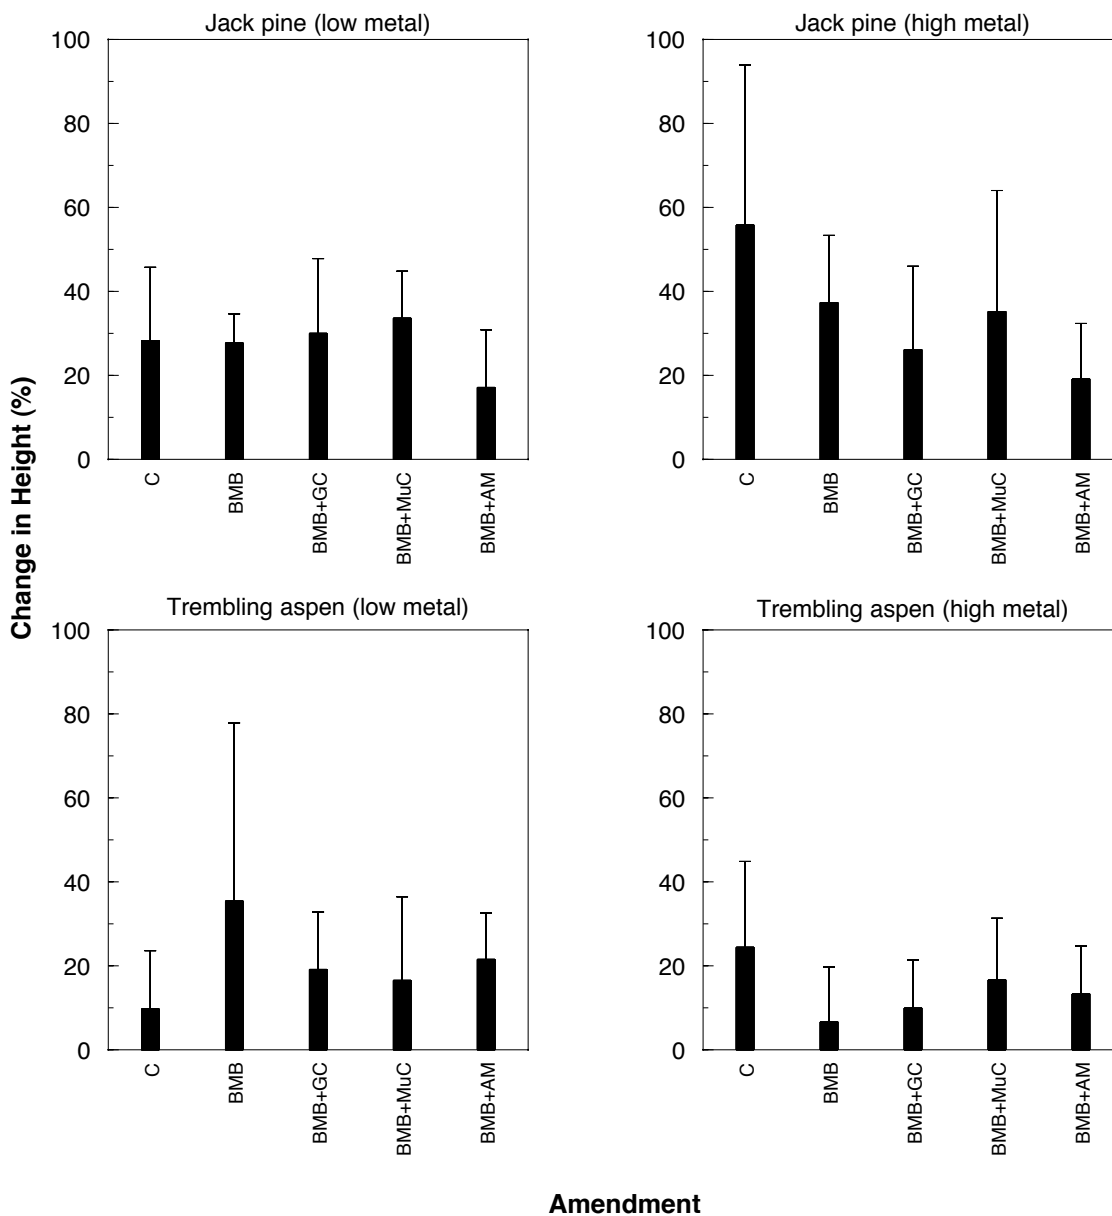 Jack pine (low metal)
100
80
60
40
20
0
C
BMB
BMB+GC
BMB+MuC
BMB+AM
Jack pine (high metal)
100
80
60
40
20
0
C
BMB
BMB+GC
BMB+MuC
BMB+AM
Change in Height (%)
Trembling aspen (low metal)
100
80
60
40
20
0
C
BMB
BMB+GC
BMB+MuC
BMB+AM
Trembling aspen (high metal)
100
80
60
40
20
0
C
BMB
BMB+GC
BMB+MuC
BMB+AM
Amendment